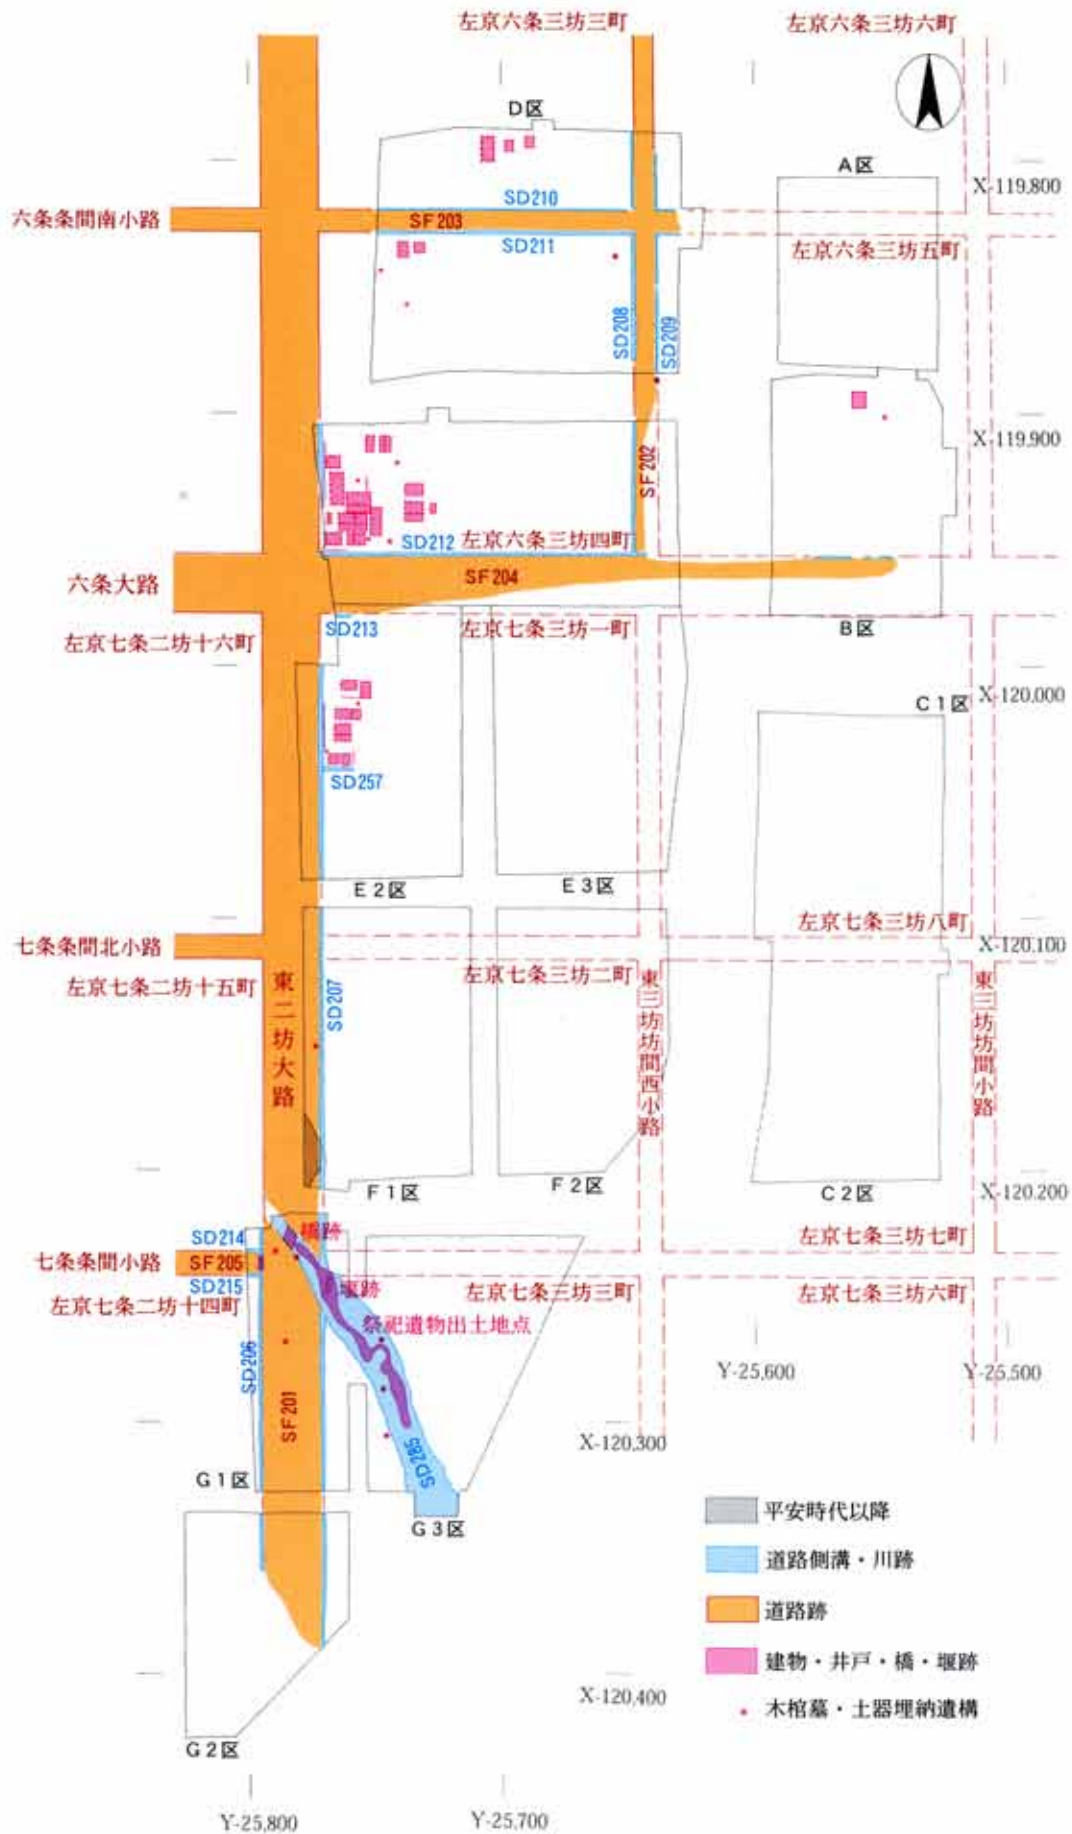 左京六条三坊三町
左京六条三坊六町
D区
A区
X-119,800
SD210
六条条間南小路
SF203
SD211
左京六条三坊五町
SD208
SD209
X-119,900
SF202
SD212
左京六条三坊四町
六条大路
SF204
SD213
左京七条三坊一町
B区
左京七条二坊十六町
C1区
X-120,000
SD257
E2区
E3区
左京七条三坊八町
七条条間北小路
X-120,100
左京七条二坊十五町
左京七条三坊二町
東二坊大路
SD207
東三坊坊間西小路
東三坊坊間小路
F1区
F2区
C2区
X-120,200
SD214
橋跡
左京七条三坊七町
七条条間小路
SF205
SD215
堰跡
左京七条三坊三町
左京七条三坊六町
左京七条二坊十四町
祭祀遺物出土地点
SD206
Y-25,600
Y-25,500
SF201
X-120,300
SD285
G1区
G3区
平安時代以降
道路側溝・川跡
道路跡
建物・井戸・橋・堰跡
X-120,400
木棺墓・土器埋納遺構
G2区
Y-25,800
Y-25,700